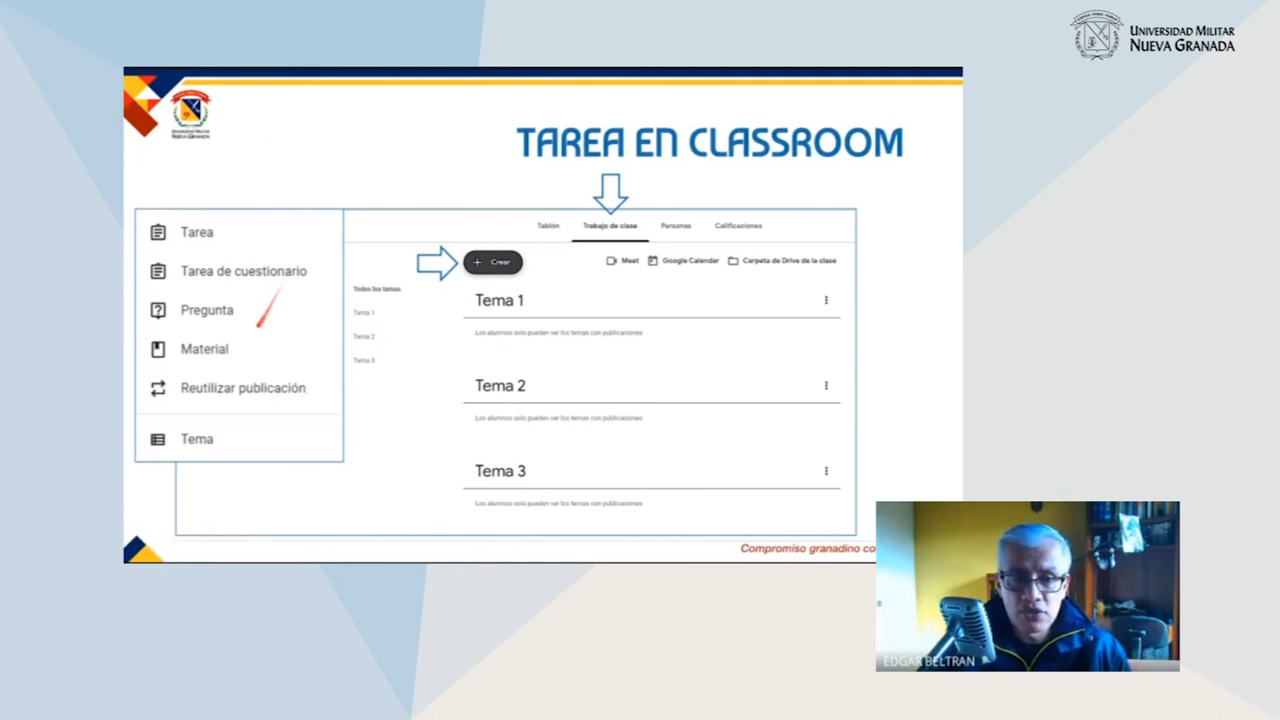 UNIVERSIDAD MILITAR
NUEVA GRANADA
UNIVERSIDAD MILITAR
NUEVA GRANADA
TAREA EN CLASSROOM
Tarea
Tarea de cuestionario
Pregunta
Material
Reutilizar publicación
Tema
Tablón Trabajo de clase Personas Calificaciones
+ Crear
Meet Google Calendar Carpeta de Drive de la clase
Todos los temas
Tema 1
Tema 2
Tema 3
Tema 1
Los alumnos solo pueden ver los temas con publicaciones
Tema 2
Los alumnos solo pueden ver los temas con publicaciones
Tema 3
Los alumnos solo pueden ver los temas con publicaciones
Compromiso granadino co
EDGAR BELTRAN